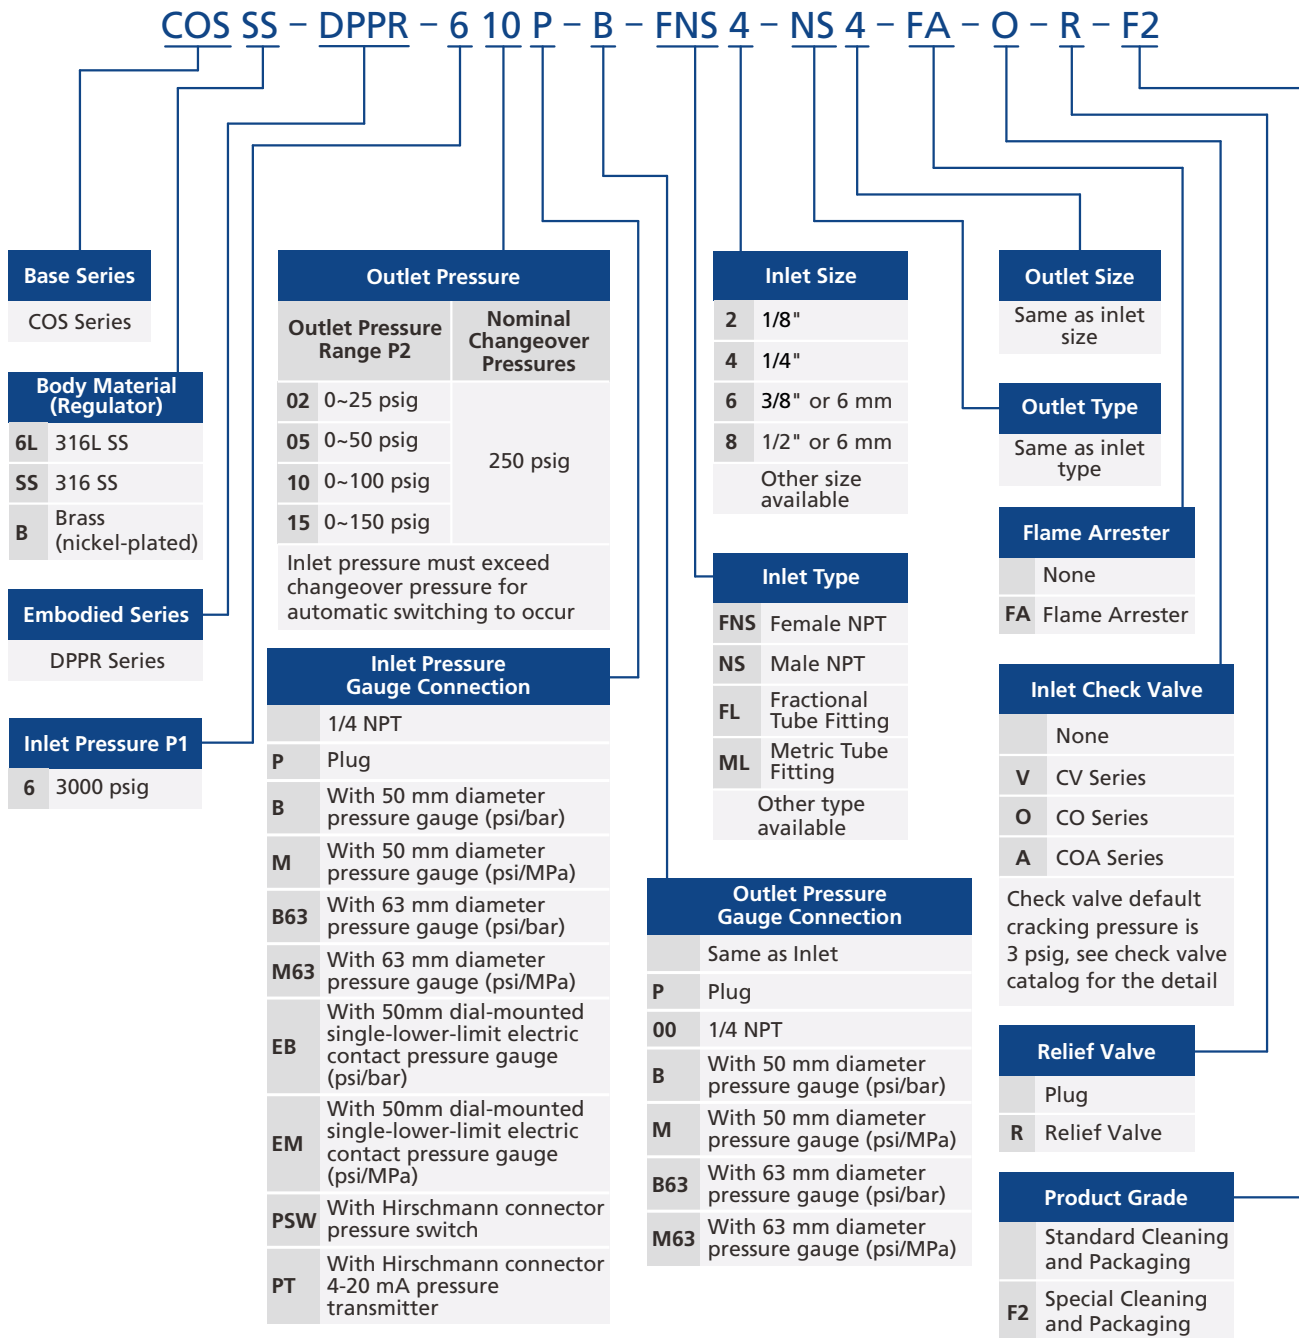 COS SS – DPPR – 6 10 P – B – FNS 4 – NS 4 – FA – O – R – F2
Base Series
COS Series
Body Material
(Regulator)
6L 316L SS
SS 316 SS
B Brass
(nickel-plated)
Embodied Series
DPPR Series
Inlet Pressure P1
6 3000 psig
Outlet Pressure
Outlet Pressure
Range P2
Nominal
Changeover
Pressures
02 0~25 psig
05 0~50 psig
10 0~100 psig
15 0~150 psig
250 psig
Inlet pressure must exceed
changeover pressure for
automatic switching to occur
Inlet Pressure
Gauge Connection
1/4 NPT
P Plug
B With 50 mm diameter
pressure gauge (psi/bar)
M With 50 mm diameter
pressure gauge (psi/MPa)
B63 With 63 mm diameter
pressure gauge (psi/bar)
M63 With 63 mm diameter
pressure gauge (psi/MPa)
EB With 50mm dial-mounted
single-lower-limit electric
contact pressure gauge
(psi/bar)
EM With 50mm dial-mounted
single-lower-limit electric
contact pressure gauge
(psi/MPa)
PSW With Hirschmann connector
pressure switch
PT With Hirschmann connector
4-20 mA pressure
transmitter
Inlet Size
2 1/8"
4 1/4"
6 3/8" or 6 mm
8 1/2" or 6 mm
Other size
available
Inlet Type
FNS Female NPT
NS Male NPT
FL Fractional
Tube Fitting
ML Metric Tube
Fitting
Other type
available
Outlet Pressure
Gauge Connection
Same as Inlet
P Plug
00 1/4 NPT
B With 50 mm diameter
pressure gauge (psi/bar)
M With 50 mm diameter
pressure gauge (psi/MPa)
B63 With 63 mm diameter
pressure gauge (psi/bar)
M63 With 63 mm diameter
pressure gauge (psi/MPa)
Outlet Size
Same as inlet
size
Outlet Type
Same as inlet
type
Flame Arrester
None
FA Flame Arrester
Inlet Check Valve
None
V CV Series
O CO Series
A COA Series
Check valve default
cracking pressure is
3 psig, see check valve
catalog for the detail
Relief Valve
Plug
R Relief Valve
Product Grade
Standard Cleaning
and Packaging
F2 Special Cleaning
and Packaging